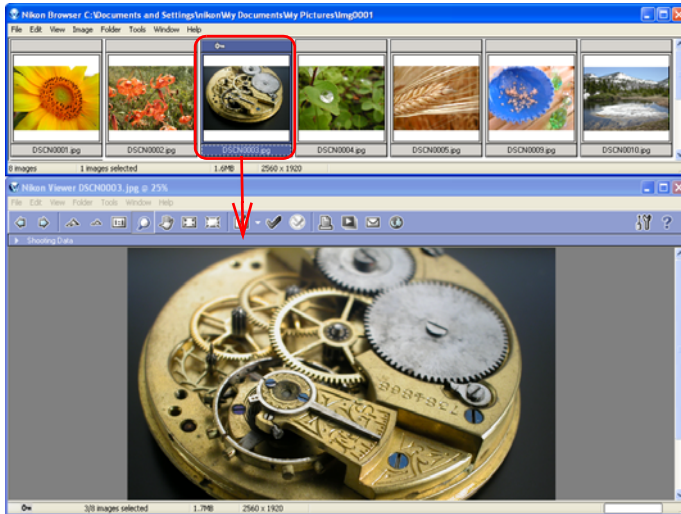 Nikon Browser C:\Documents and Settings\nikon\My Documents\My Pictures\Img0001
File Edit View Image Folder Tools Window Help
DSCN0001.jpg DSCN0002.jpg DSCN0003.jpg DSCN0004.jpg DSCN0005.jpg DSCN0009.jpg DSCN0010.jpg
8 images 1 images selected 1.6MB 2560 x 1920
Nikon Viewer DSCN0003.jpg @ 25%
File Edit View Folder Tools Window Help
1:1 ?
Shooting Data
3/8 images selected 1.7MB 2560 x 1920